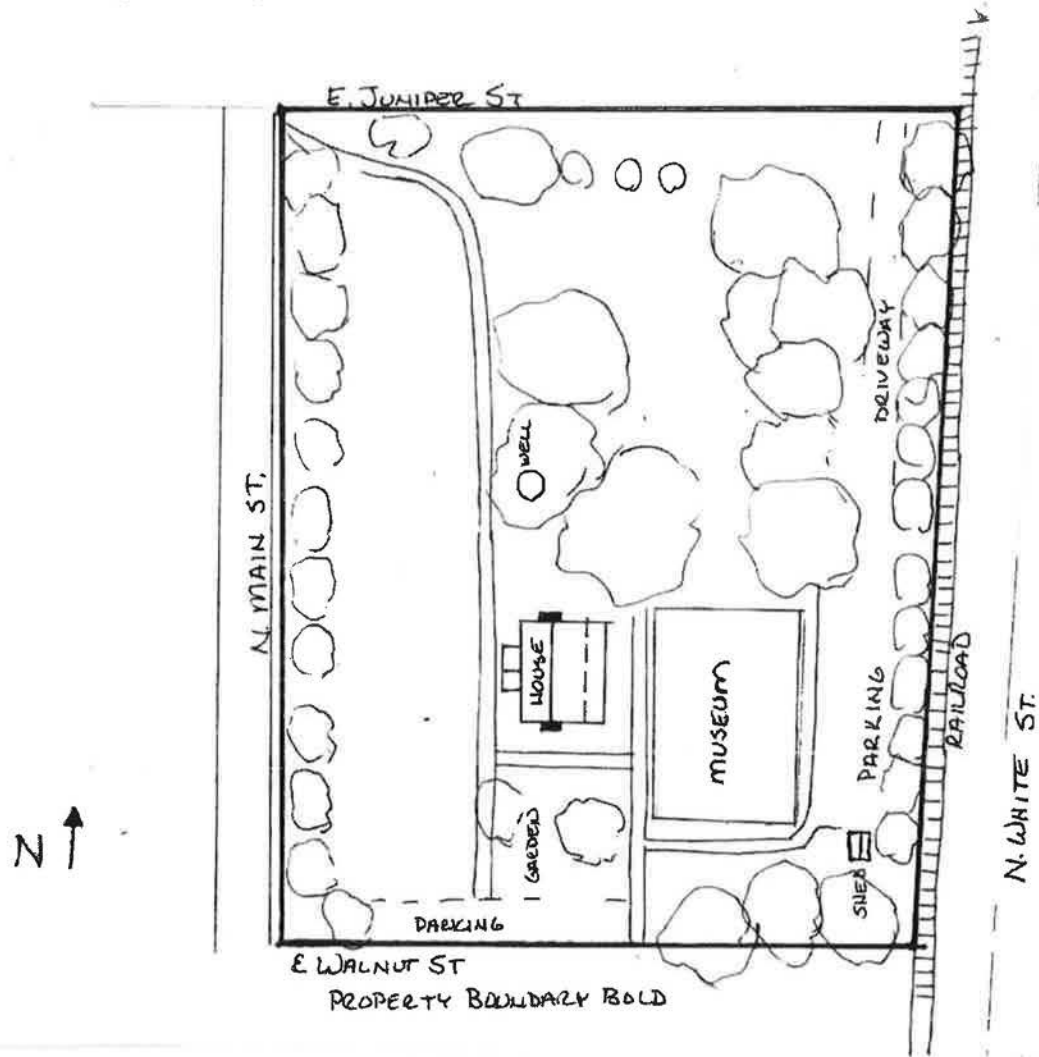 E. JUNIPER ST
N. MAIN ST.
DRIVEWAY
WELL
HOUSE
MUSEUM
PARKING
RAILROAD
N. WHITE ST.
N
GARDEN
SHED
PARKING
E WALNUT ST
PROPERTY BOUNDARY BOLD